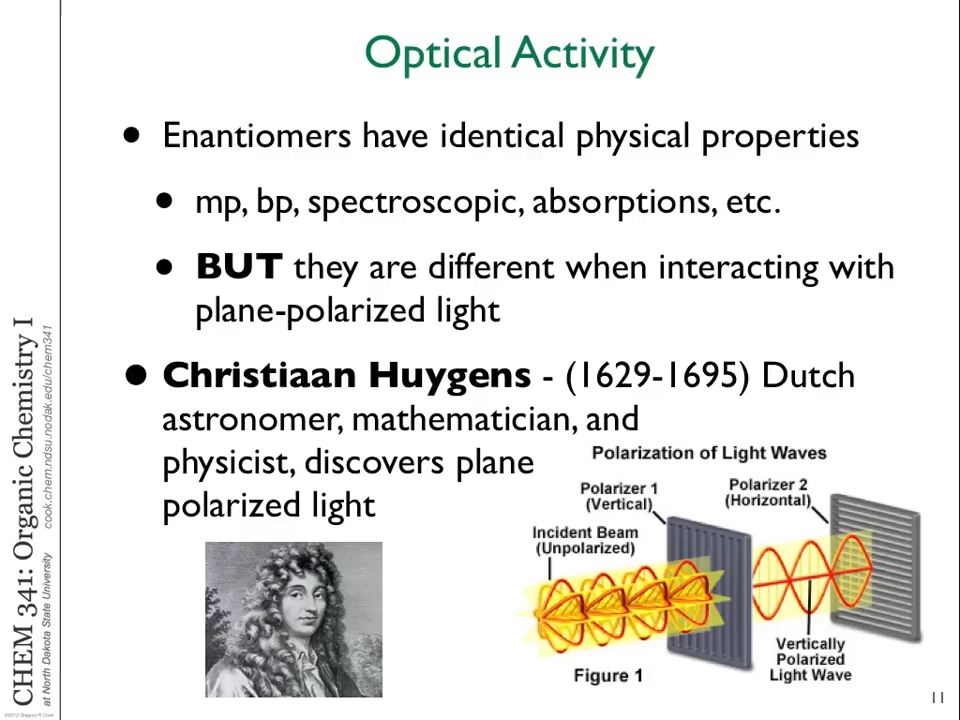 Optical Activity
• Enantiomers have identical physical properties
• mp, bp, spectroscopic, absorptions, etc.
• BUT they are different when interacting with
plane-polarized light
• Christiaan Huygens - (1629-1695) Dutch
astronomer, mathematician, and
physicist, discovers plane
polarized light
Polarization of Light Waves
Polarizer 1
(Vertical)
Polarizer 2
(Horizontal)
Incident Beam
(Unpolarized)
Vertically
Polarized
Light Wave
Figure 1
CHEM 341: Organic Chemistry I
at North Dakota State University cook.chem.ndsu.nodak.edu/chem341
©2012 Gregory R Cook
11